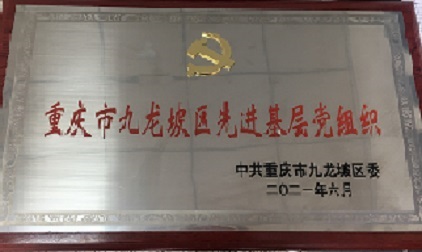 重庆市九龙坡区先进基层党组织
中共重庆市九龙坡区委
二〇二一年六月